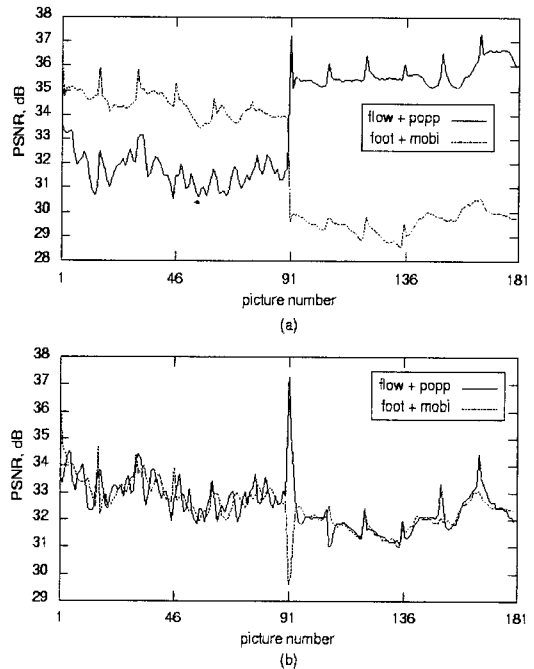 38
37
36
35
34
33
32
31
30
29
28
PSNR, dB
flow + popp
foot + mobi
1 46 91 136 181
picture number
(a)
38
37
36
35
34
33
32
31
30
29
PSNR, dB
flow + popp
foot + mobi
1 46 91 136 181
picture number
(b)